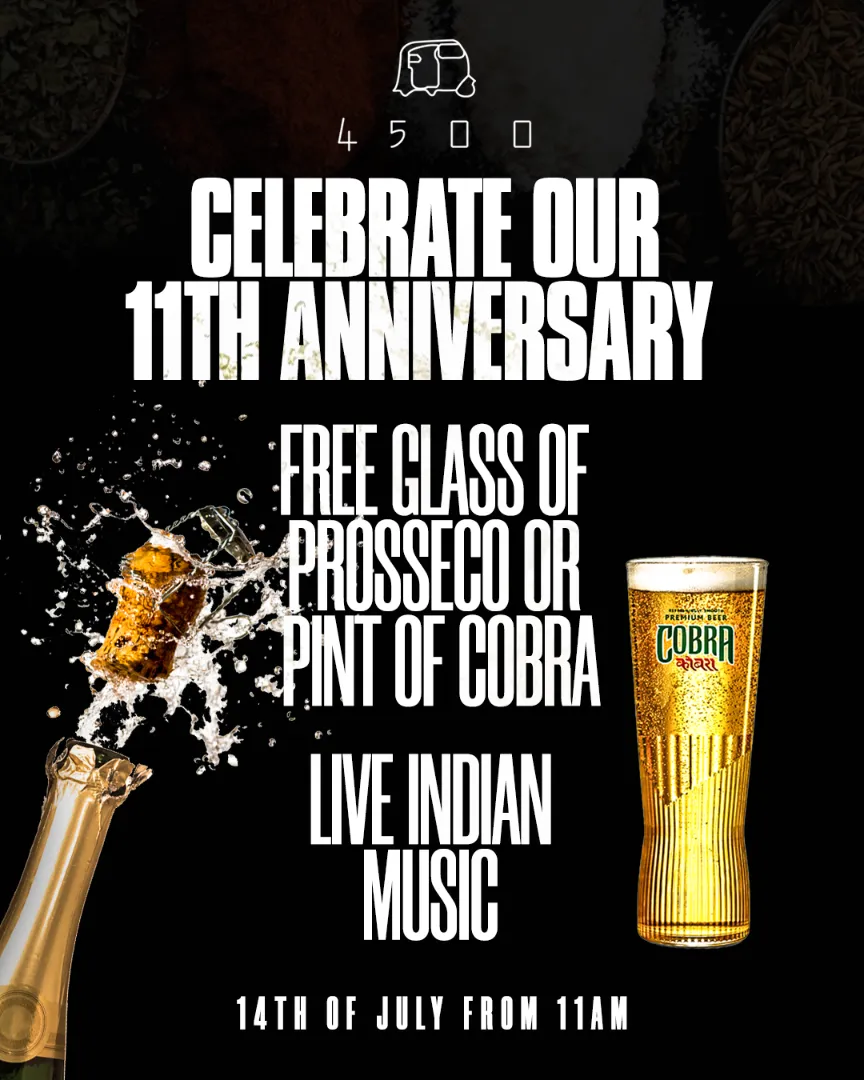 4500
CELEBRATE OUR
11TH ANNIVERSARY
FREE GLASS OF
PROSSECO OR
PINT OF COBRA
PREMIUM BEER
COBRA
कोबरा
LIVE INDIAN
MUSIC
14TH OF JULY FROM 11AM